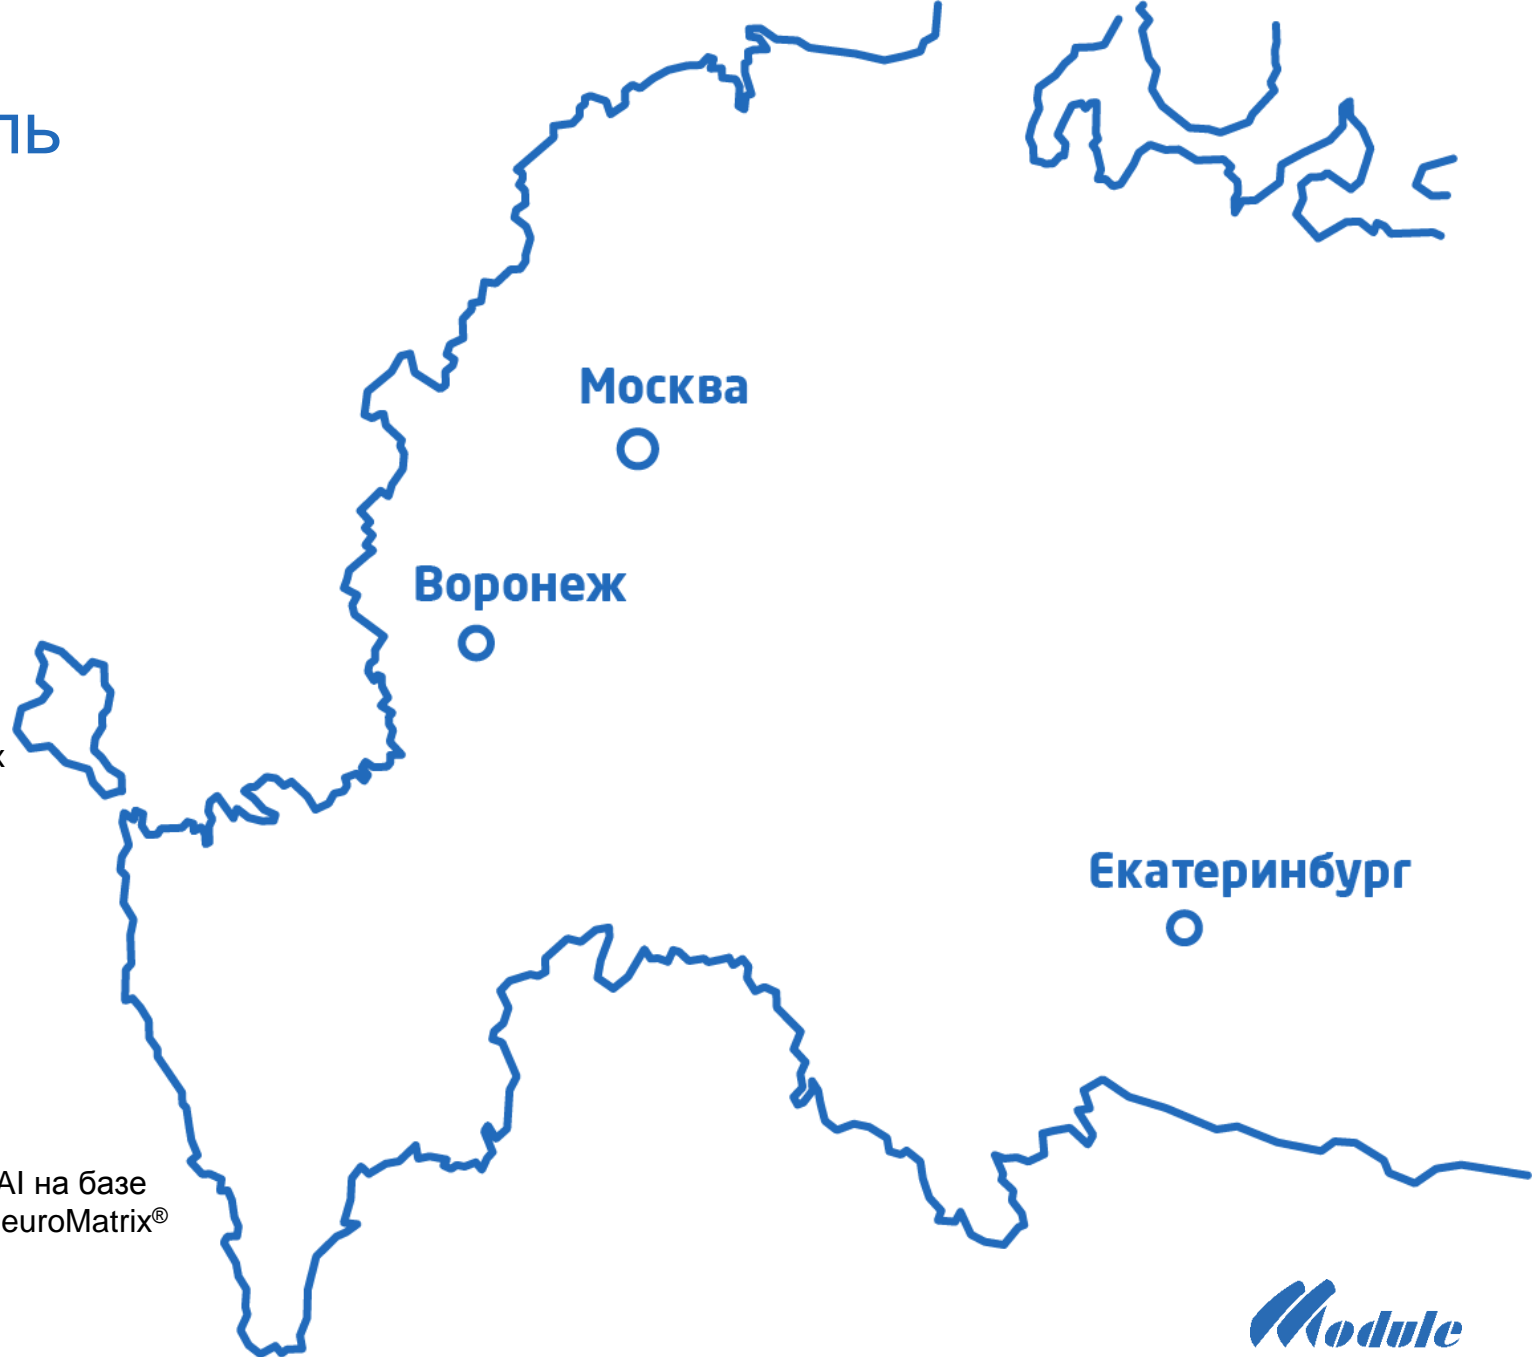 ль
Москва
Воронеж
х
Екатеринбург
AI на базе
euroMatrix®
Module